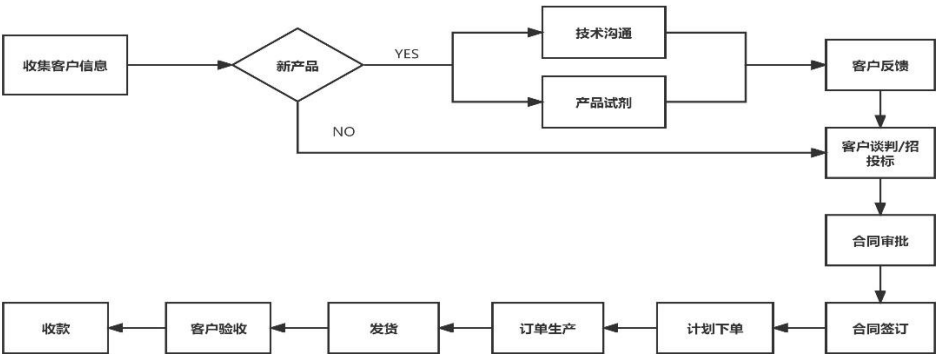 收集客户信息
新产品
YES
NO
技术沟通
产品试剂
客户反馈
客户谈判/招
投标
合同审批
合同签订
计划下单
订单生产
发货
客户验收
收款